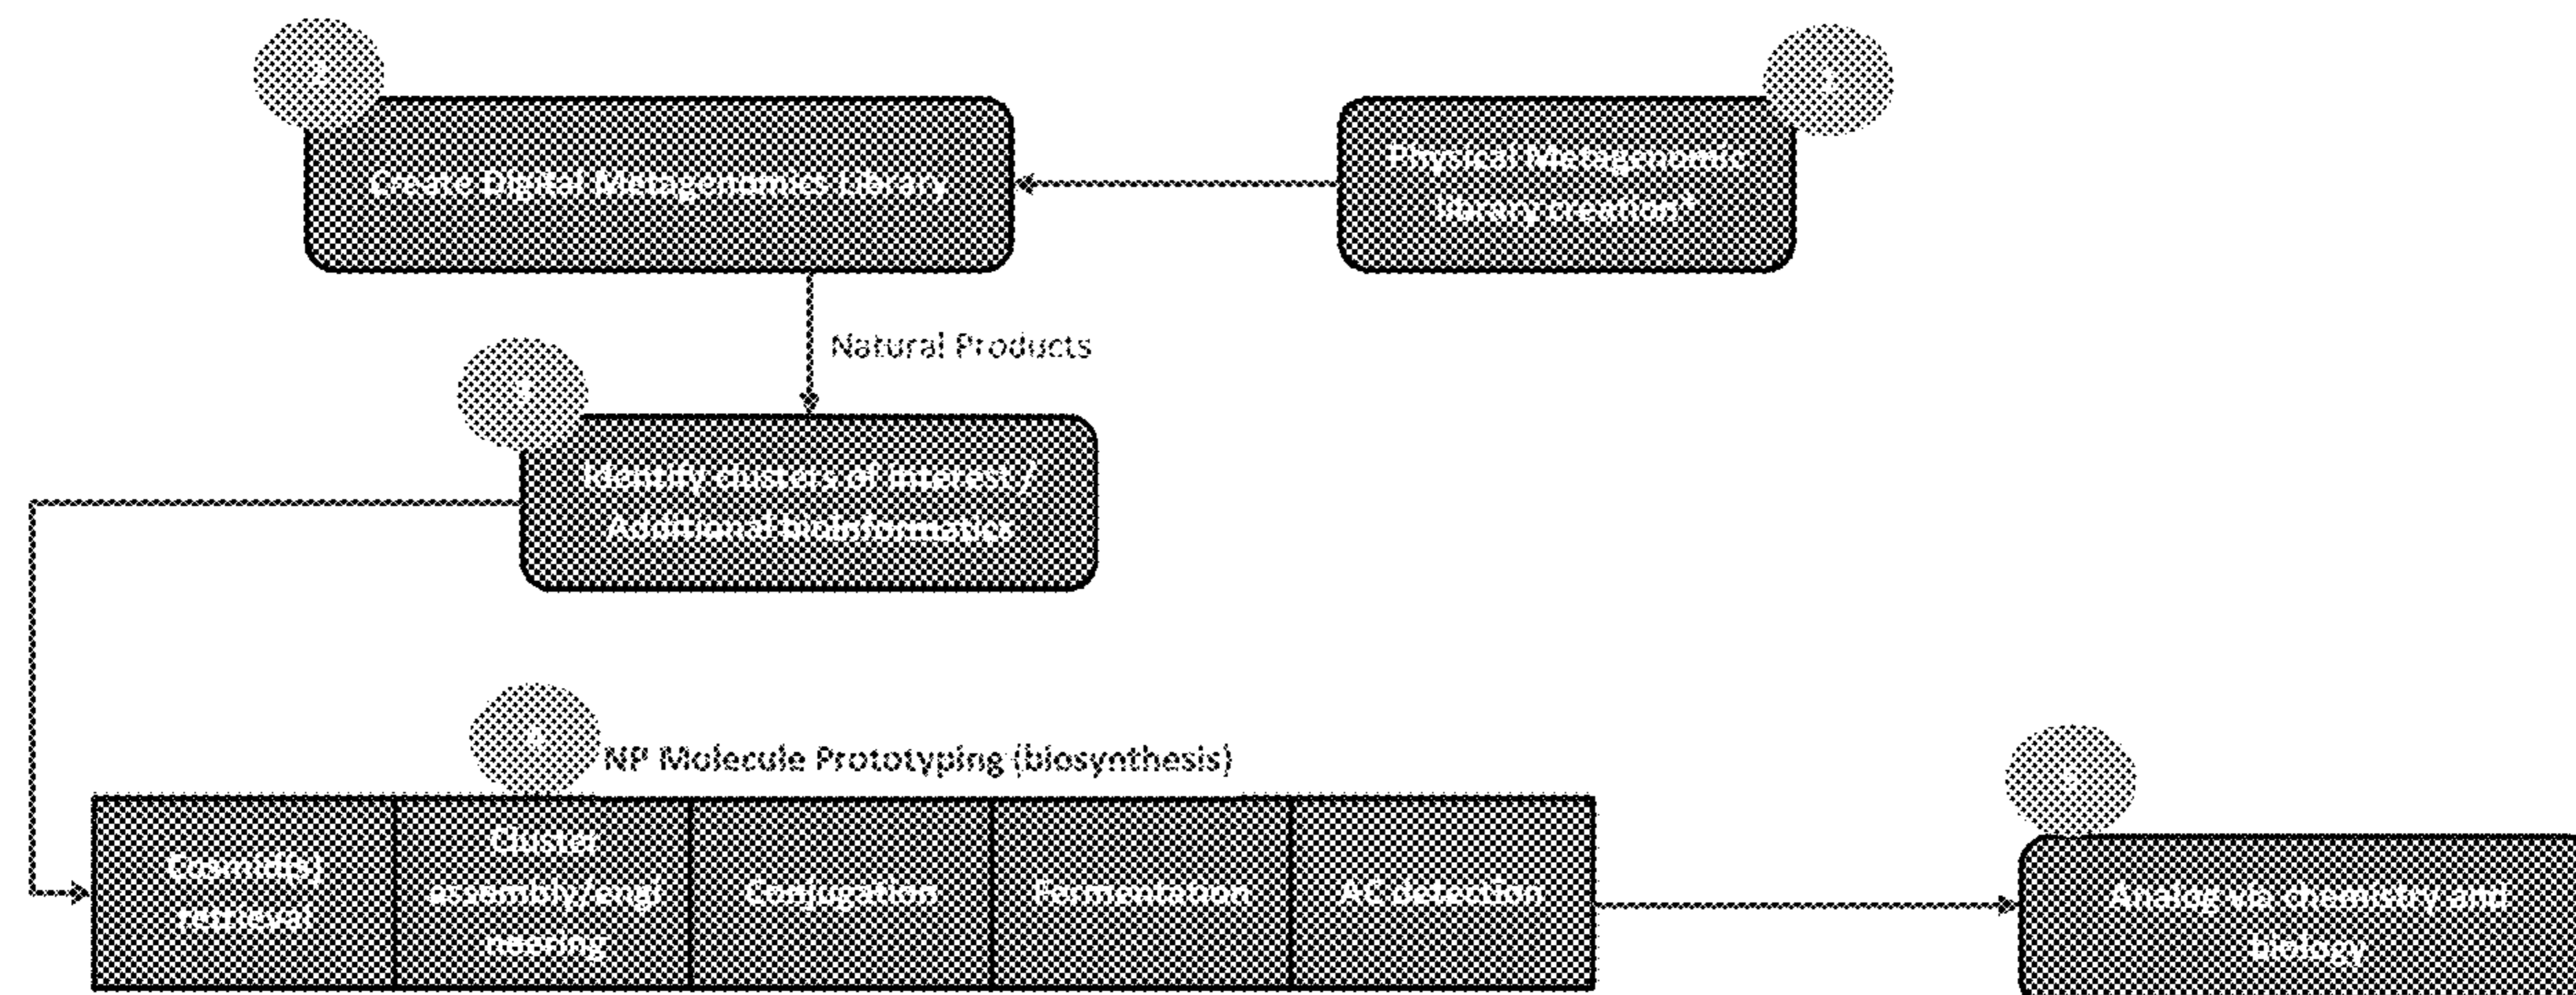 Create Digital Metagenomics Library
Physical Metagenomic
library creation*
Natural Products
Identify clusters of interest /
Additional bioinformatics
4
NP Molecule Prototyping (biosynthesis)
Cosmid(s)
retrieval
Cluster
assembly/engi
neering
Conjugation
Fermentation
AC detection
Analog via chemistry and
biology